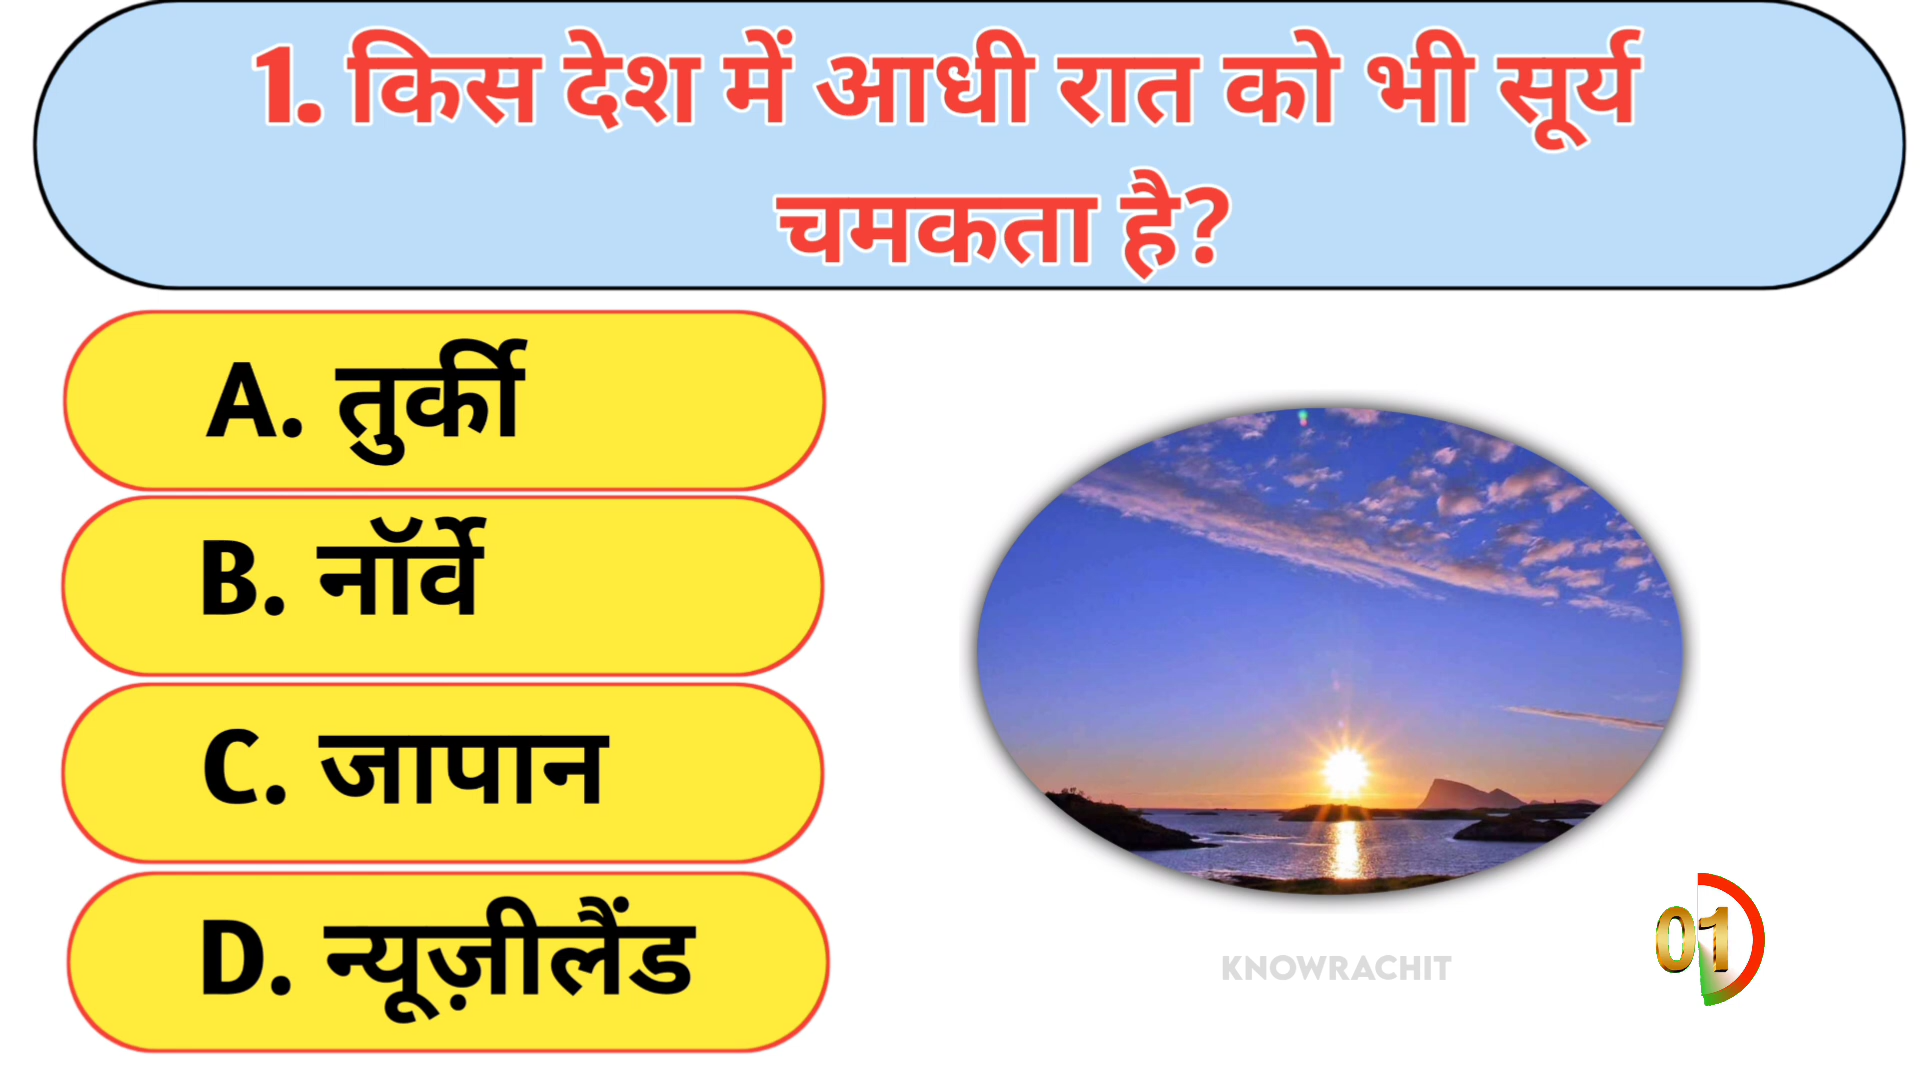 1. किस देश में आधी रात को भी सूर्य
चमकता है?
A. तुर्की
B. नॉर्वे
C. जापान
D. न्यूज़ीलैंड
KNOWRACHIT
01